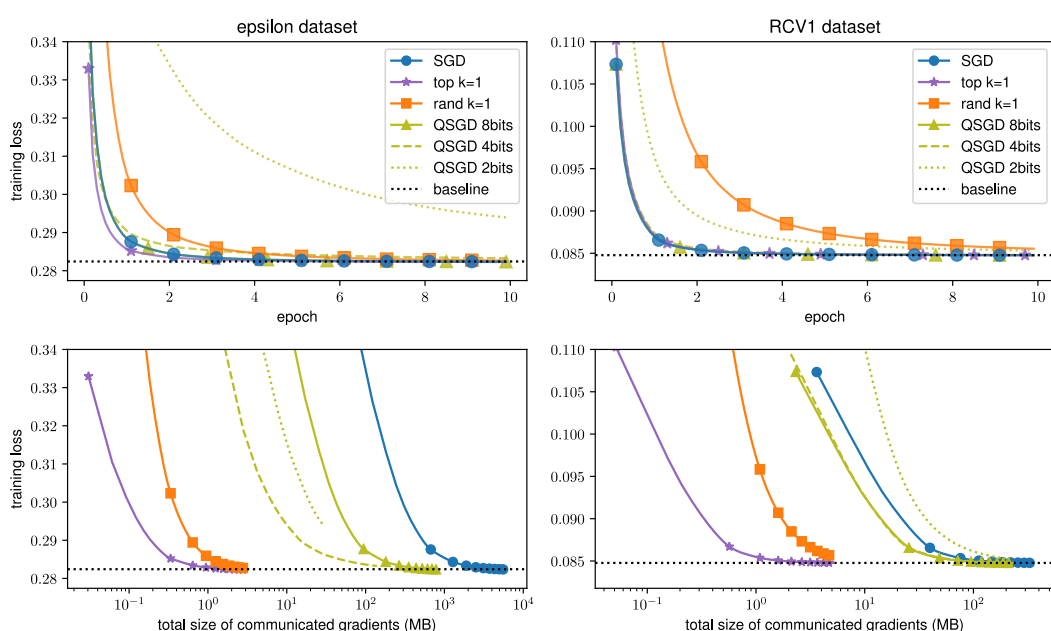 epsilon dataset
0.34
0.33
0.32
0.31
0.30
0.29
0.28
training loss
0
2
4
6
8
10
epoch
SGD
top k=1
rand k=1
QSGD 8bits
QSGD 4bits
QSGD 2bits
baseline
RCV1 dataset
0.110
0.105
0.100
0.095
0.090
0.085
training loss
0
2
4
6
8
10
epoch
SGD
top k=1
rand k=1
QSGD 8bits
QSGD 4bits
QSGD 2bits
baseline
0.34
0.33
0.32
0.31
0.30
0.29
0.28
training loss
10⁻¹
10⁰
10¹
10²
10³
10⁴
total size of communicated gradients (MB)
0.110
0.105
0.100
0.095
0.090
0.085
training loss
10⁻¹
10⁰
10¹
10²
total size of communicated gradients (MB)